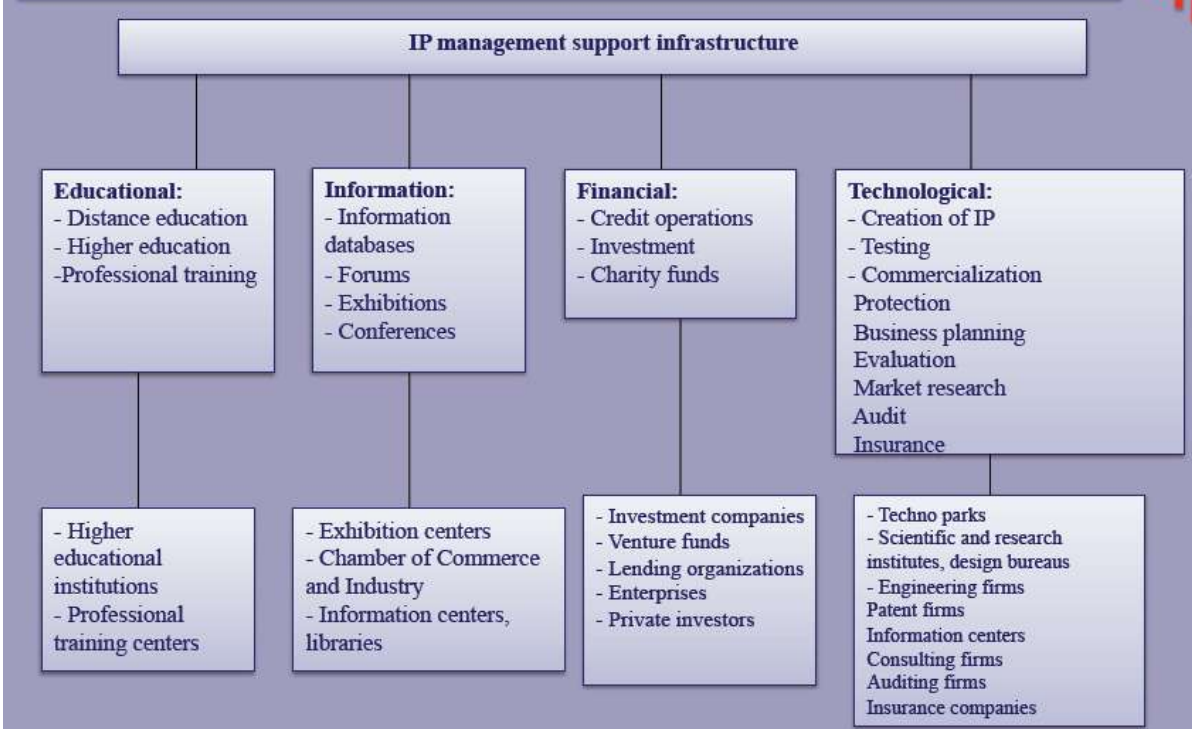 IP management support infrastructure
Educational:
- Distance education
- Higher education
-Professional training
Information:
- Information
databases
- Forums
- Exhibitions
- Conferences
Financial:
- Credit operations
- Investment
- Charity funds
Technological:
- Creation of IP
- Testing
- Commercialization
Protection
Business planning
Evaluation
Market research
Audit
Insurance
- Higher
educational
institutions
- Professional
training centers
- Exhibition centers
- Chamber of Commerce
and Industry
- Information centers,
libraries
- Investment companies
- Venture funds
- Lending organizations
- Enterprises
- Private investors
- Techno parks
- Scientific and research
institutes, design bureaus
- Engineering firms
Patent firms
Information centers
Consulting firms
Auditing firms
Insurance companies